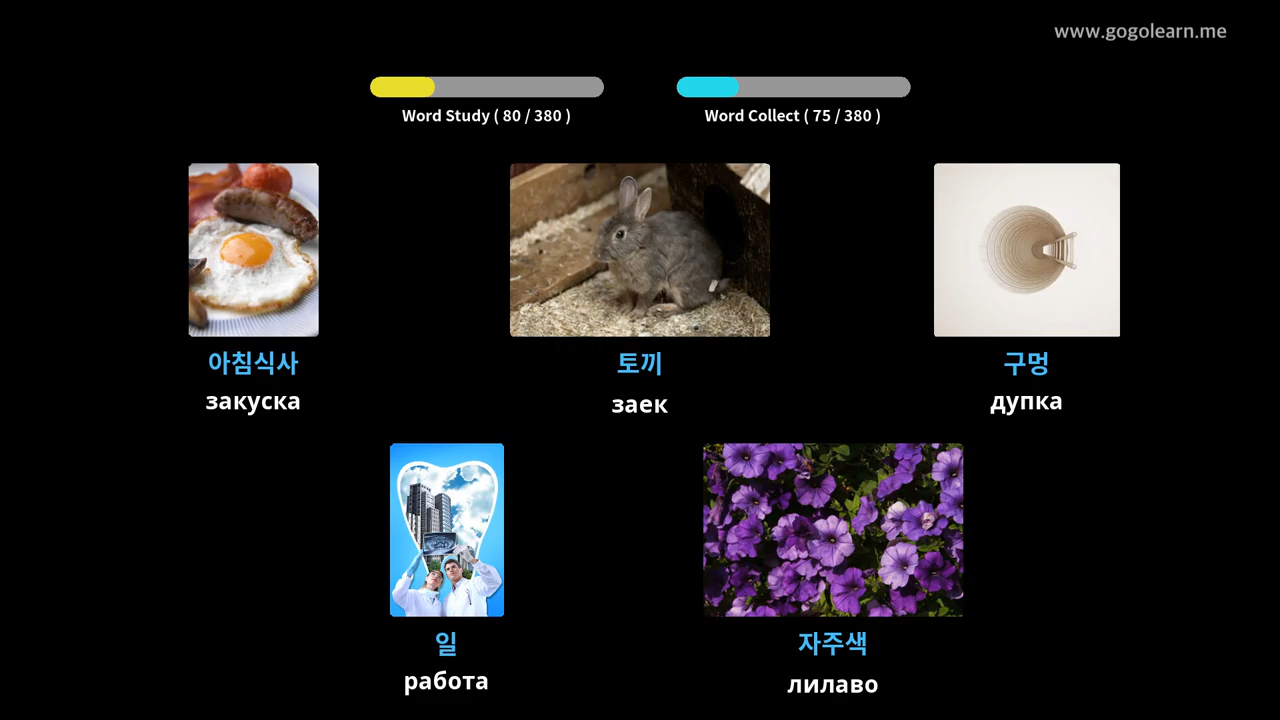 www.gogolearn.me
Word Study ( 80 / 380 )
Word Collect ( 75 / 380 )
아침식사
закуска
토끼
заек
구멍
дупка
일
работа
자주색
лилаво